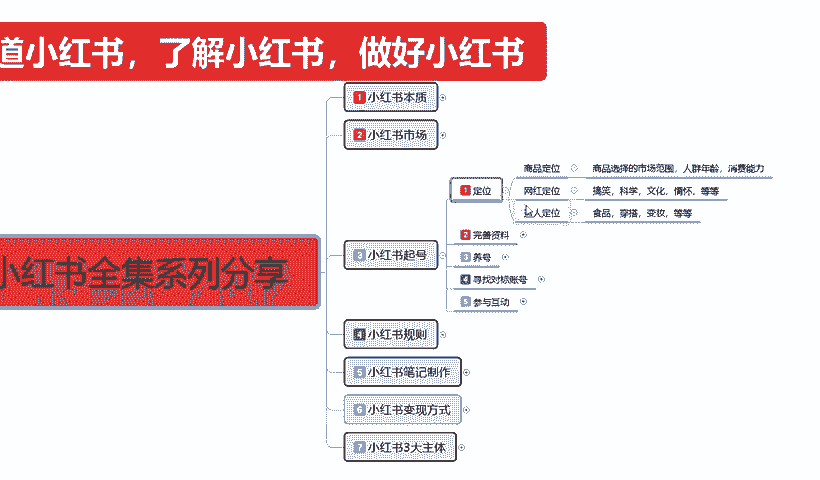 道小红书，了解小红书，做好小红书
小红书全集系列分享
1 小红书本质
2 小红书市场
3 小红书起号
1 定位
商品定位
商品选择的市场范围，人群年龄，消费能力
网红定位
搞笑，科学，文化，情怀，等等
人定位
食品，穿搭，变妆，等等
2 完善资料
3 养号
4 寻找对标账号
5 参与互动
4 小红书规则
5 小红书笔记制作
6 小红书变现方式
7 小红书3大主体